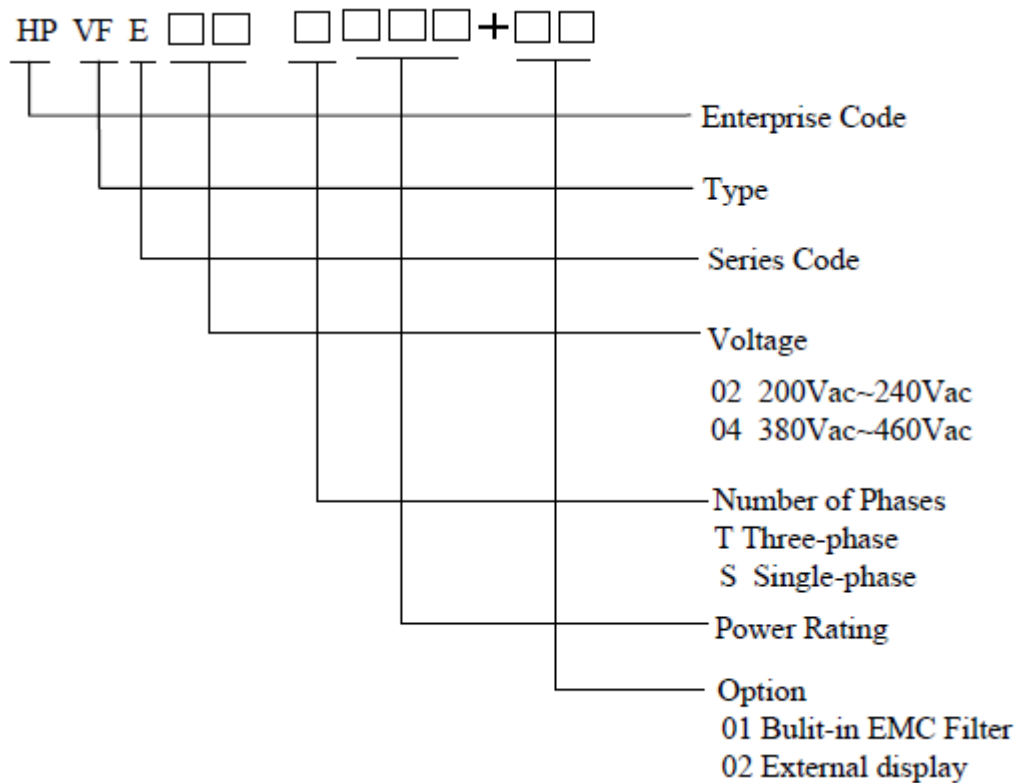 HP VF E □□ □ □□□+□□
Enterprise Code
Type
Series Code
Voltage
02 200Vac~240Vac
04 380Vac~460Vac
Number of Phases
T Three-phase
S Single-phase
Power Rating
Option
01 Bulit-in EMC Filter
02 External display